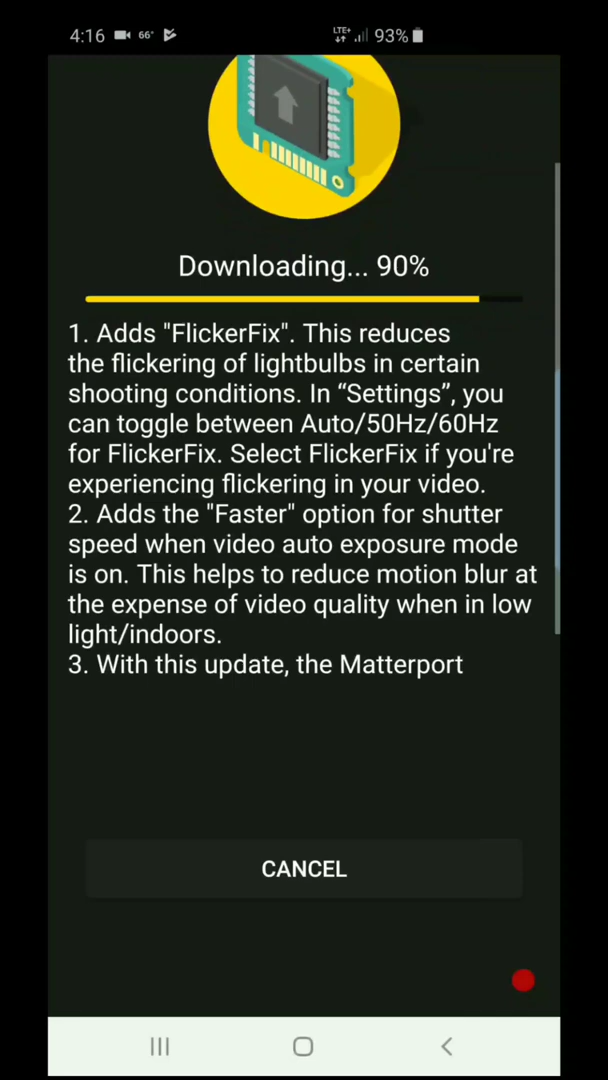 4:16 66° LTE+ 93%
Downloading... 90%
1. Adds "FlickerFix". This reduces
the flickering of lightbulbs in certain
shooting conditions. In “Settings”, you
can toggle between Auto/50Hz/60Hz
for FlickerFix. Select FlickerFix if you're
experiencing flickering in your video.
2. Adds the "Faster" option for shutter
speed when video auto exposure mode
is on. This helps to reduce motion blur at
the expense of video quality when in low
light/indoors.
3. With this update, the Matterport
CANCEL